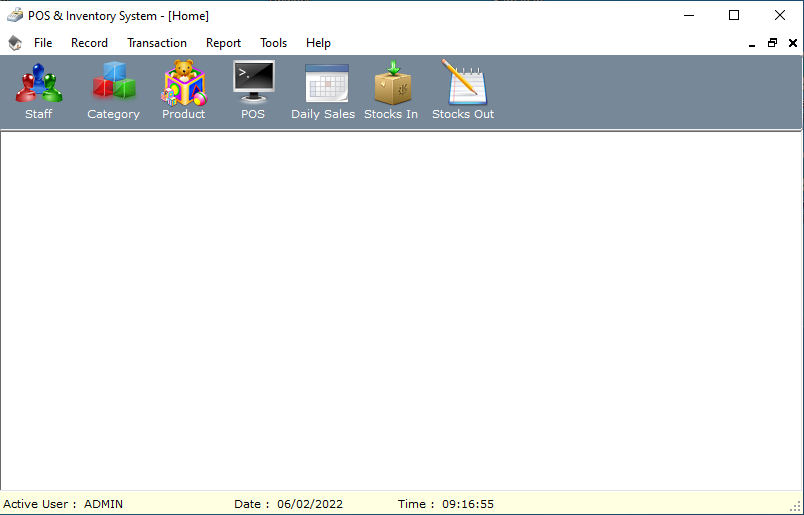 POS & Inventory System - [Home]
File Record Transaction Report Tools Help
>_
Staff Category Product POS Daily Sales Stocks In Stocks Out
Active User : ADMIN Date : 06/02/2022 Time : 09:16:55